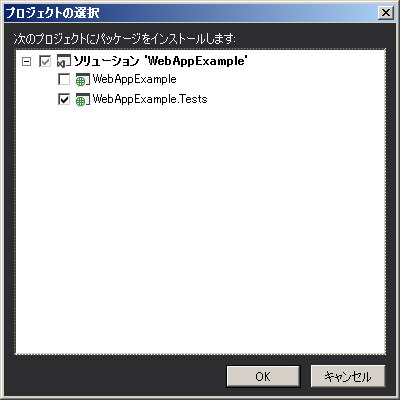 プロジェクトの選択
次のプロジェクトにパッケージをインストールします:
ソリューション 'WebAppExample'
WebAppExample
WebAppExample.Tests
OK
キャンセル